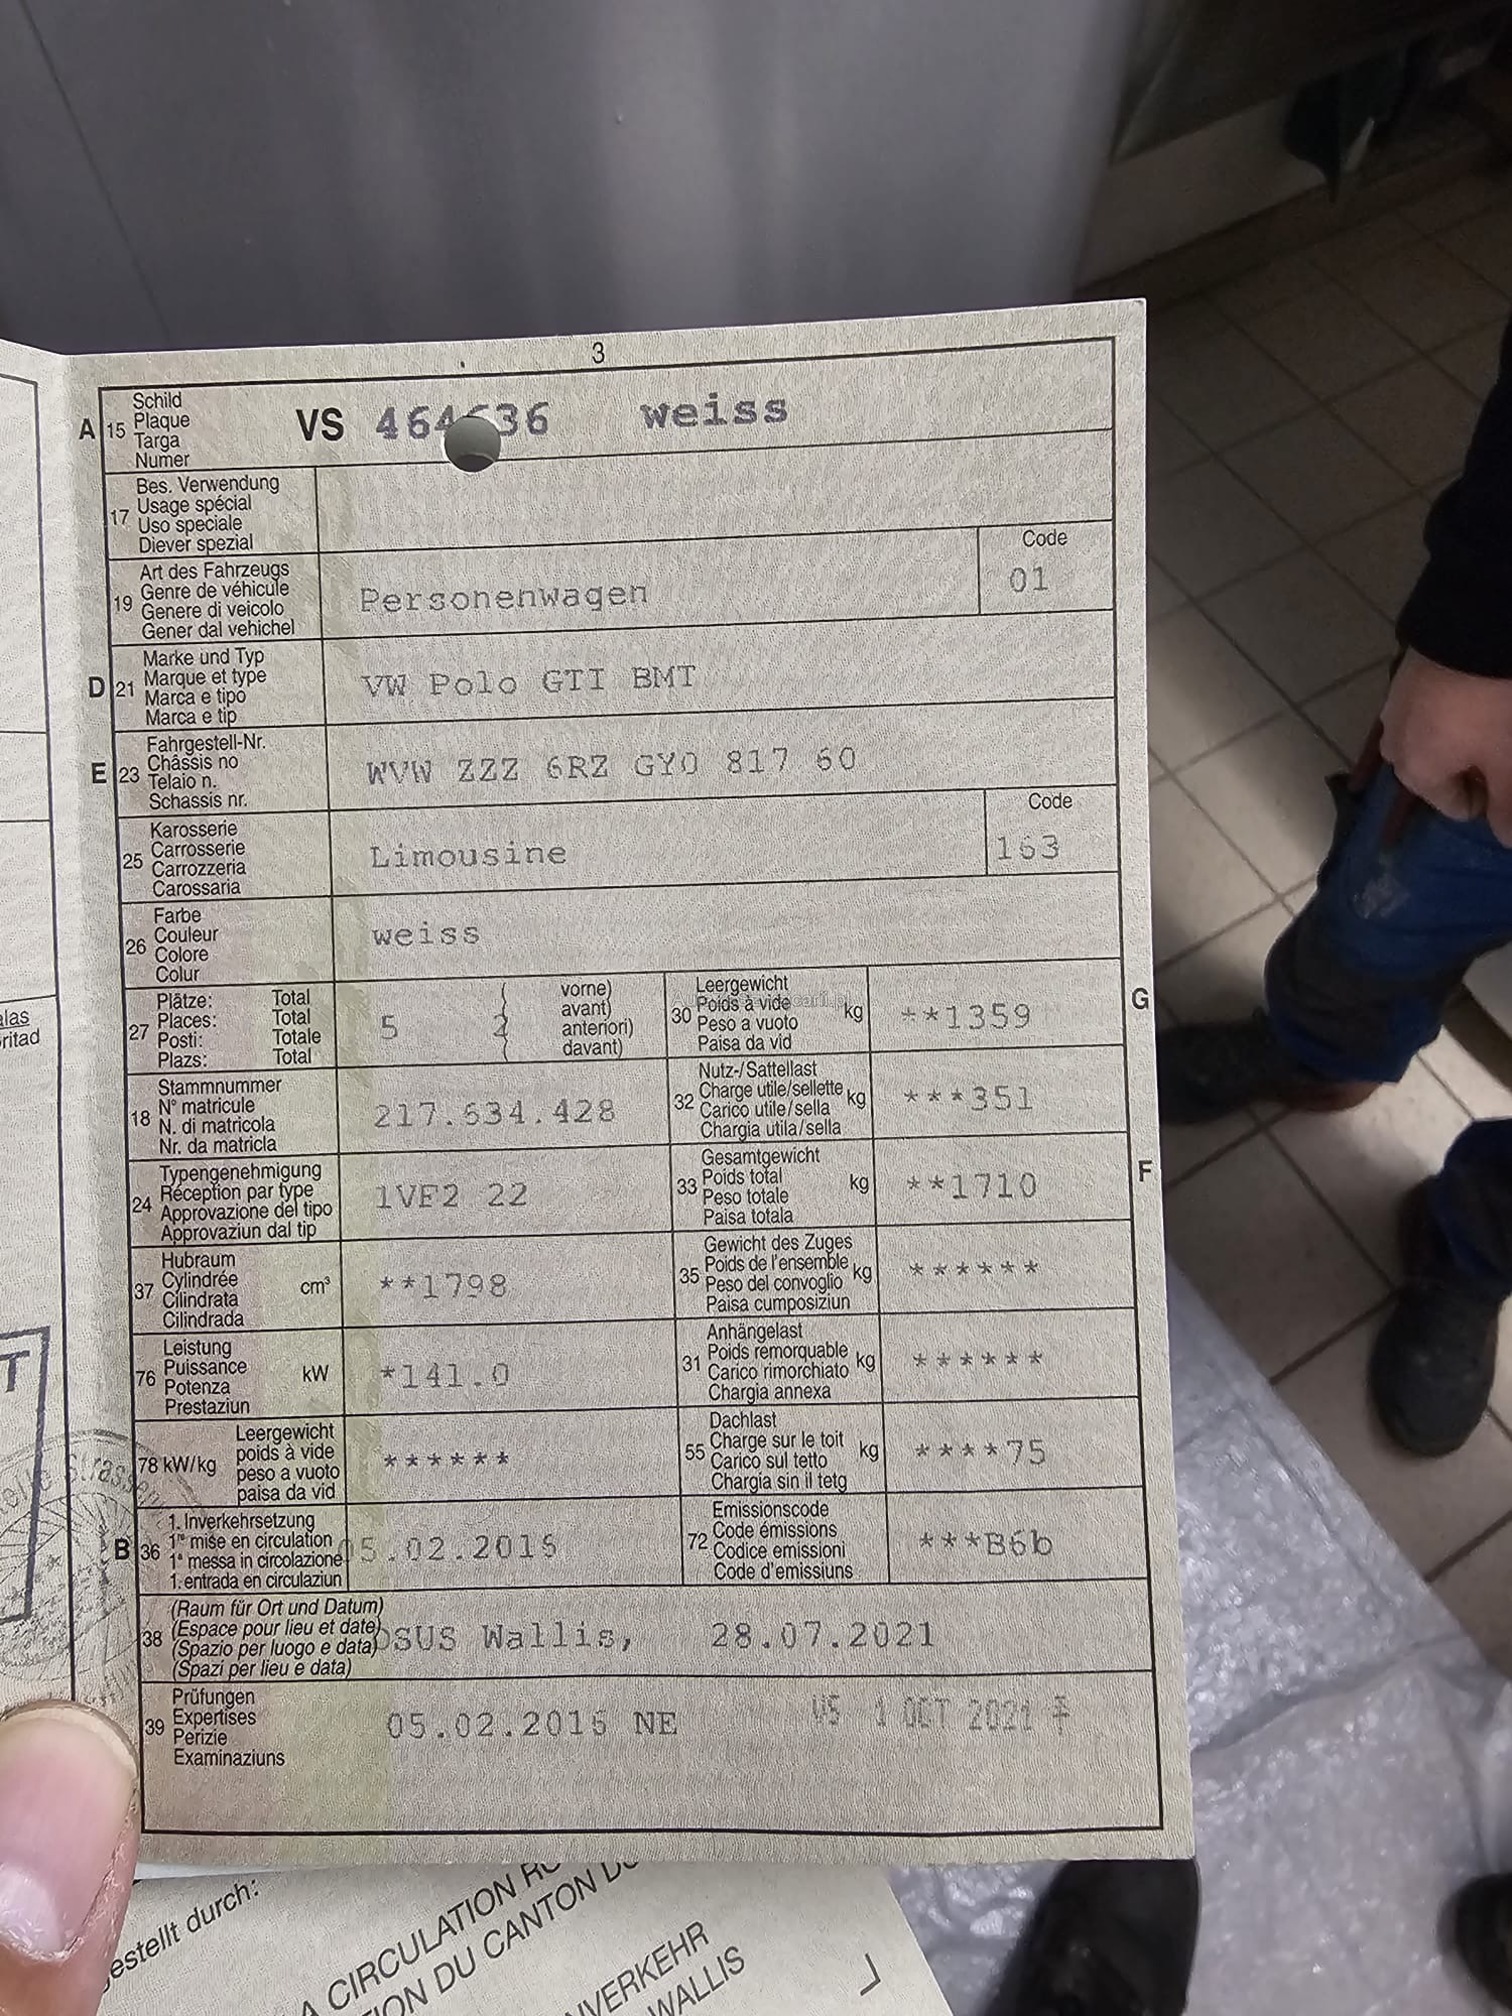 3
A 15 Schild
Plaque
Targa
Numer
VS 464636 weiss
17 Bes. Verwendung
Usage spécial
Uso speciale
Diever spezial
19 Art des Fahrzeugs
Genre de véhicule
Genere di veicolo
Gener dal vehichel
Personenwagen
Code
01
D 21 Marke und Typ
Marque et type
Marca e tipo
Marca e tip
VW Polo GTI BMT
E 23 Fahrgestell-Nr.
Châssis no
Telaio n.
Schassis nr.
WVW ZZZ 6RZ GY0 817 60
25 Karosserie
Carrosserie
Carrozzeria
Carossaria
Limousine
Code
163
26 Farbe
Couleur
Colore
Colur
weiss
27 Plätze: Total
Places: Total
Posti: Totale
Plazs: Total
5 2
vorne)
avant)
anteriori)
davant)
30 Leergewicht
Poids à vide
Peso a vuoto
Paisa da vid
kg
**1359
G
18 Stammnummer
N° matricule
N. di matricola
Nr. da matricla
217.534.428
32 Nutz-/Sattellast
Charge utile/sellette
Carico utile/sella
Chargia utila/sella
kg
***351
24 Typengenehmigung
Réception par type
Approvazione del tipo
Approvaziun dal tip
1VF2 22
33 Gesamtgewicht
Poids total
Peso totale
Paisa totala
kg
**1710
F
37 Hubraum
Cylindrée
Cilindrata
Cilindrada
cm³
**1798
35 Gewicht des Zuges
Poids de l'ensemble
Peso del convoglio
Paisa cumposiziun
kg
******
76 Leistung
Puissance
Potenza
Prestaziun
kW
*141.0
31 Anhängelast
Poids remorquable
Carico rimorchiato
Chargia annexa
kg
******
78 kW/kg
Leergewicht
poids à vide
peso a vuoto
paisa da vid
******
55 Dachlast
Charge sur le toit
Carico sul tetto
Chargia sin il tetg
kg
****75
B 36 1. Inverkehrsetzung
1re mise en circulation
1a messa in circolazione
1. entrada en circulaziun
05.02.2016
72 Emissionscode
Code émissions
Codice emissioni
Code d'emissiuns
***B6b
38 (Raum für Ort und Datum)
(Espace pour lieu et date)
(Spazio per luogo e data)
(Spazi per lieu e data)
DSUS Wallis, 28.07.2021
39 Prüfungen
Expertises
Perizie
Examinaziuns
05.02.2016 NE
VS OCT 2021
estellt durch:
A CIRCULATION
ION DU CANTON DU
WALLIS